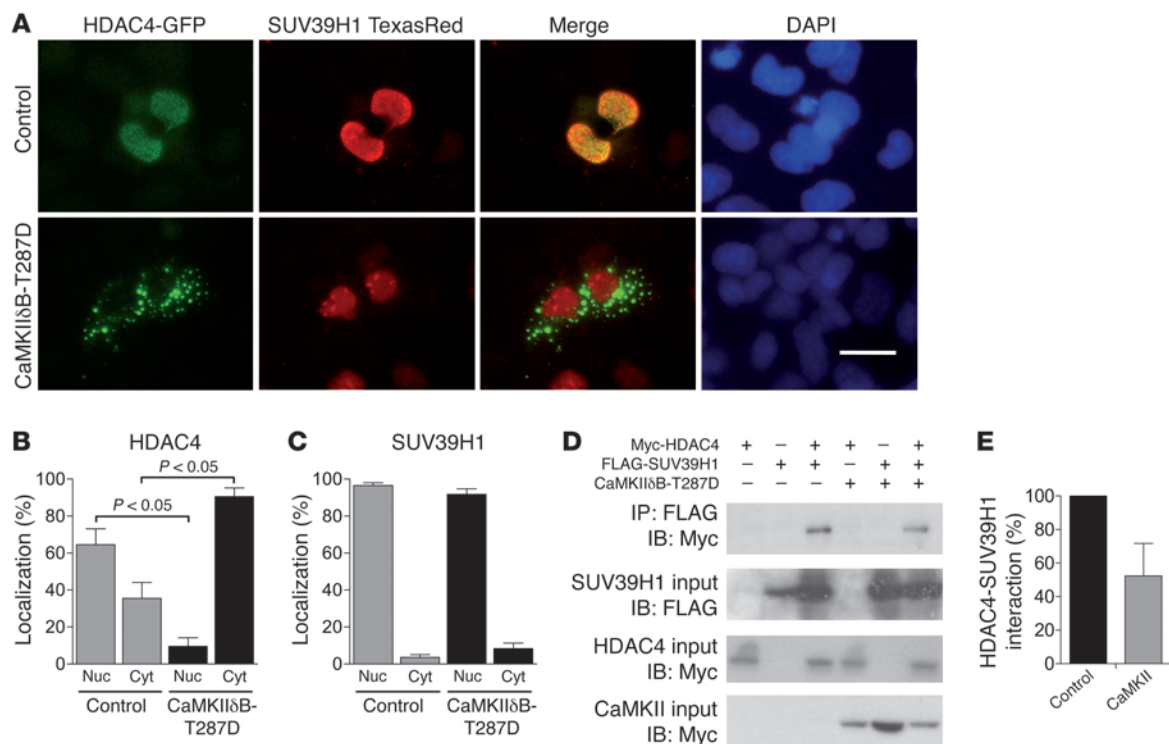 A
HDAC4-GFP SUV39H1 TexasRed Merge DAPI
Control
CaMKIIδB-T287D
B
HDAC4
Localization (%)
100
80
60
40
20
0
P < 0.05
P < 0.05
Nuc Cyt Nuc Cyt
Control CaMKIIδB-
T287D
C
SUV39H1
Localization (%)
100
80
60
40
20
0
Nuc Cyt Nuc Cyt
Control CaMKIIδB-
T287D
D
Myc-HDAC4 + – + + – +
FLAG-SUV39H1 – + + – + +
CaMKIIδB-T287D – – – + + +
IP: FLAG
IB: Myc
SUV39H1 input
IB: FLAG
HDAC4 input
IB: Myc
CaMKII input
IB: Myc
E
HDAC4-SUV39H1
interaction (%)
100
80
60
40
20
0
Control
CaMKII